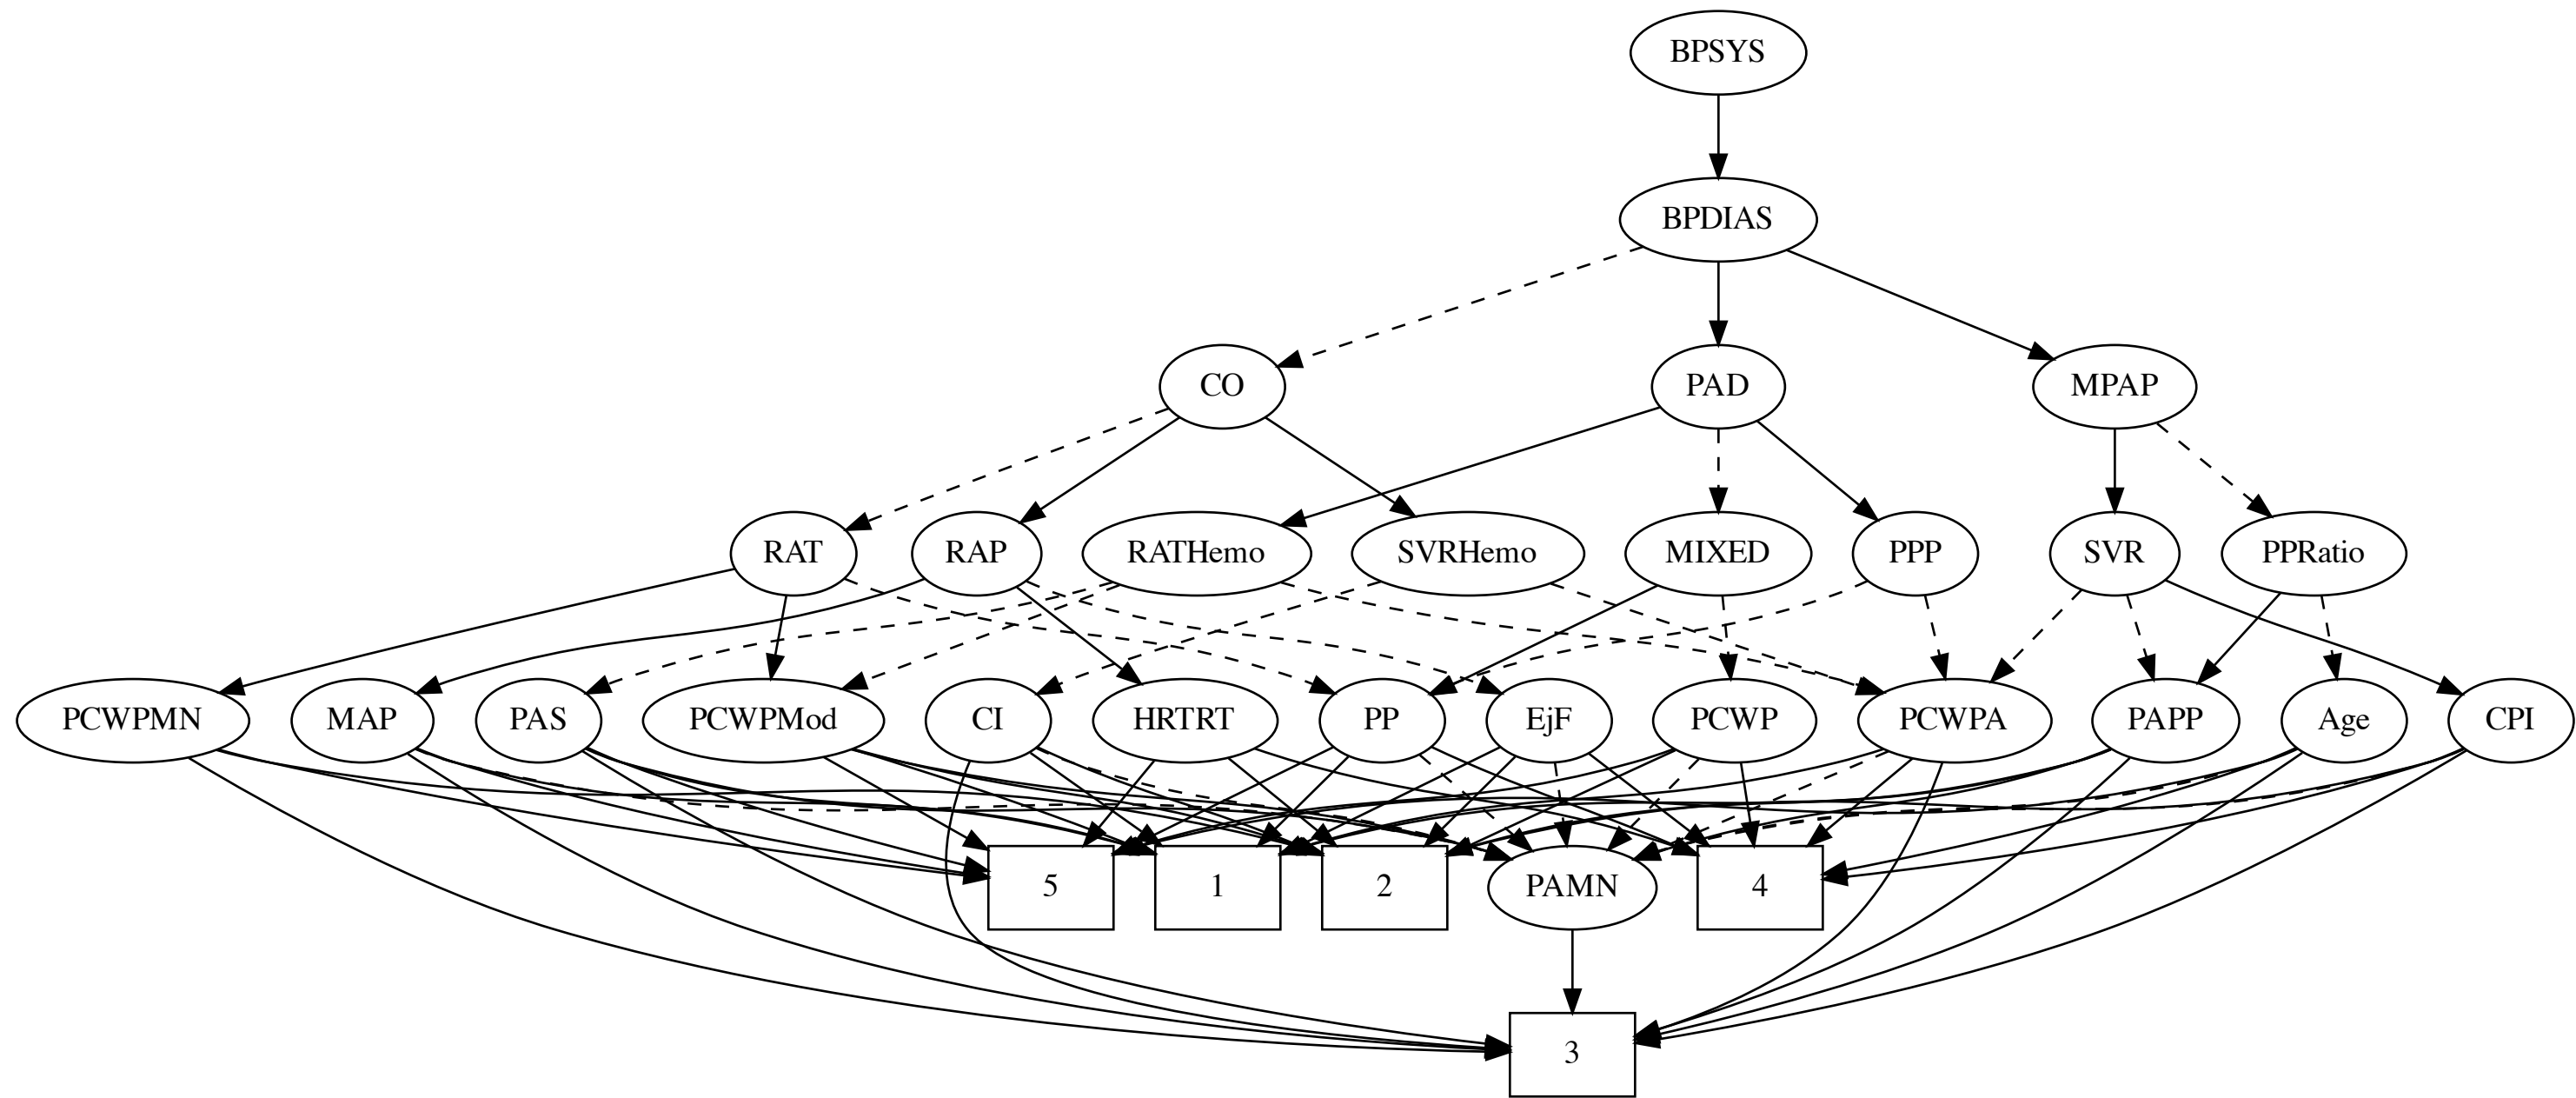 BPSYS
BPDIAS
CO
PAD
MPAP
RAT
RAP
RATHemo
SVRHemo
MIXED
PPP
SVR
PPRatio
PCWPMN
MAP
PAS
PCWPMod
CI
HRTRT
PP
EjF
PCWP
PCWPA
PAPP
Age
CPI
5
1
2
PAMN
4
3